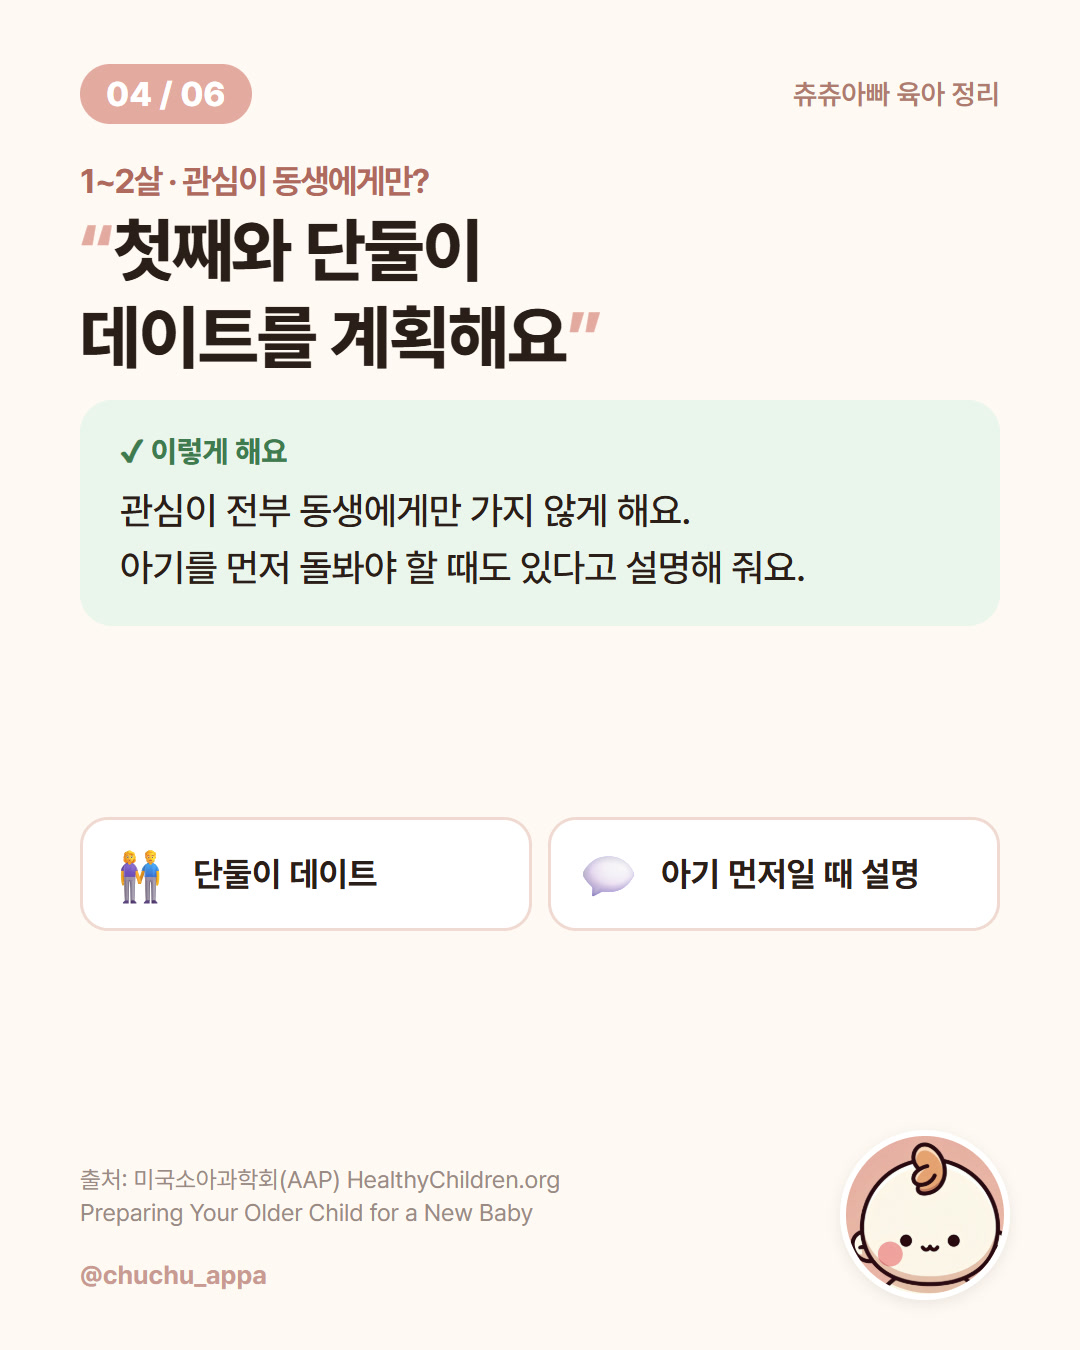 04 / 06
츄츄아빠 육아 정리
1~2살 · 관심이 동생에게만?
“첫째와 단둘이
데이트를 계획해요”
✓ 이렇게 해요
관심이 전부 동생에게만 가지 않게 해요.
아기를 먼저 돌봐야 할 때도 있다고 설명해 줘요.
단둘이 데이트
아기 먼저일 때 설명
출처: 미국소아과학회(AAP) HealthyChildren.org
Preparing Your Older Child for a New Baby
@chuchu_appa